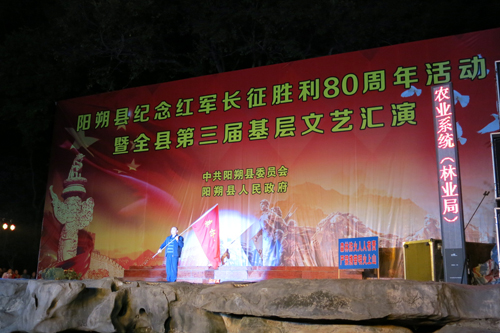 阳朔县纪念红军长征胜利80周年活动
暨全县第三届基层文艺汇演
中共阳朔县委员会
阳朔县人民政府
农业系统（林业局）